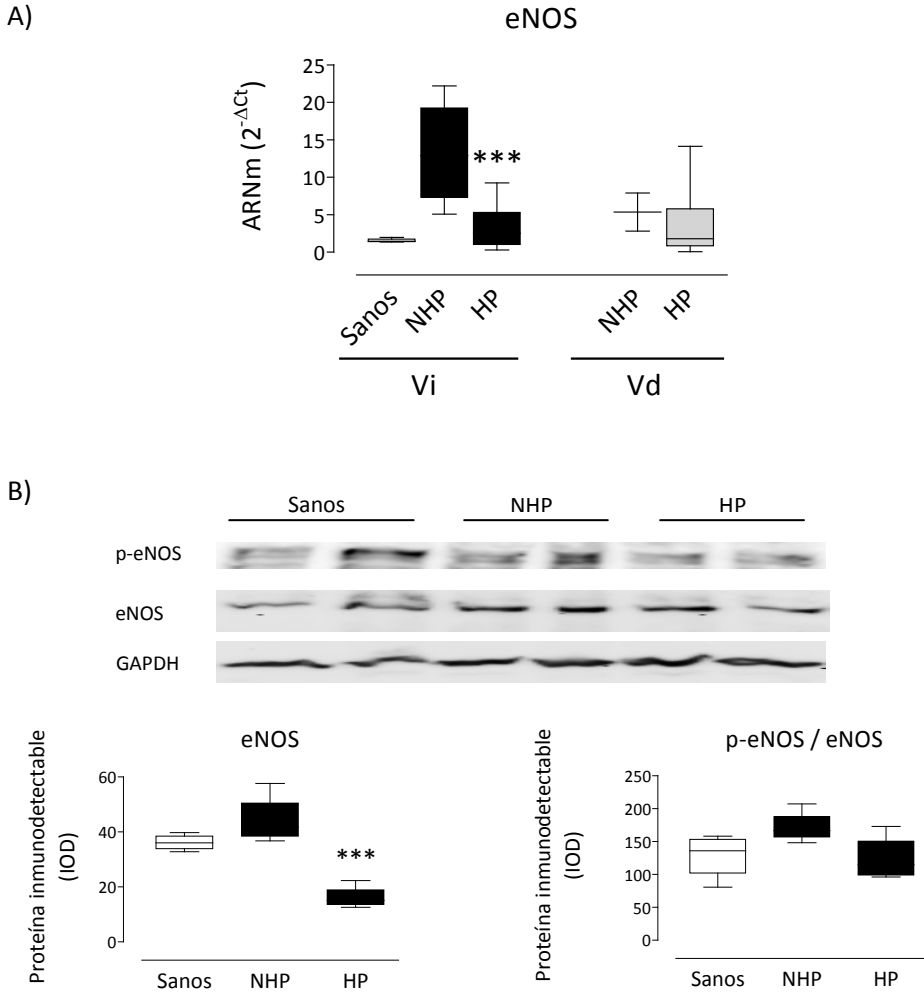 A)
eNOS
ARNm (2^-ΔCt)
25
20
15
10
5
0
***
Sanos
NHP
HP
NHP
HP
Vi
Vd
B)
Sanos NHP HP
p-eNOS
eNOS
GAPDH
eNOS
Proteína inmunodetectable
(IOD)
60
40
20
0
***
Sanos NHP HP
p-eNOS / eNOS
Proteína inmunodetectable
(IOD)
250
200
150
100
50
0
Sanos NHP HP